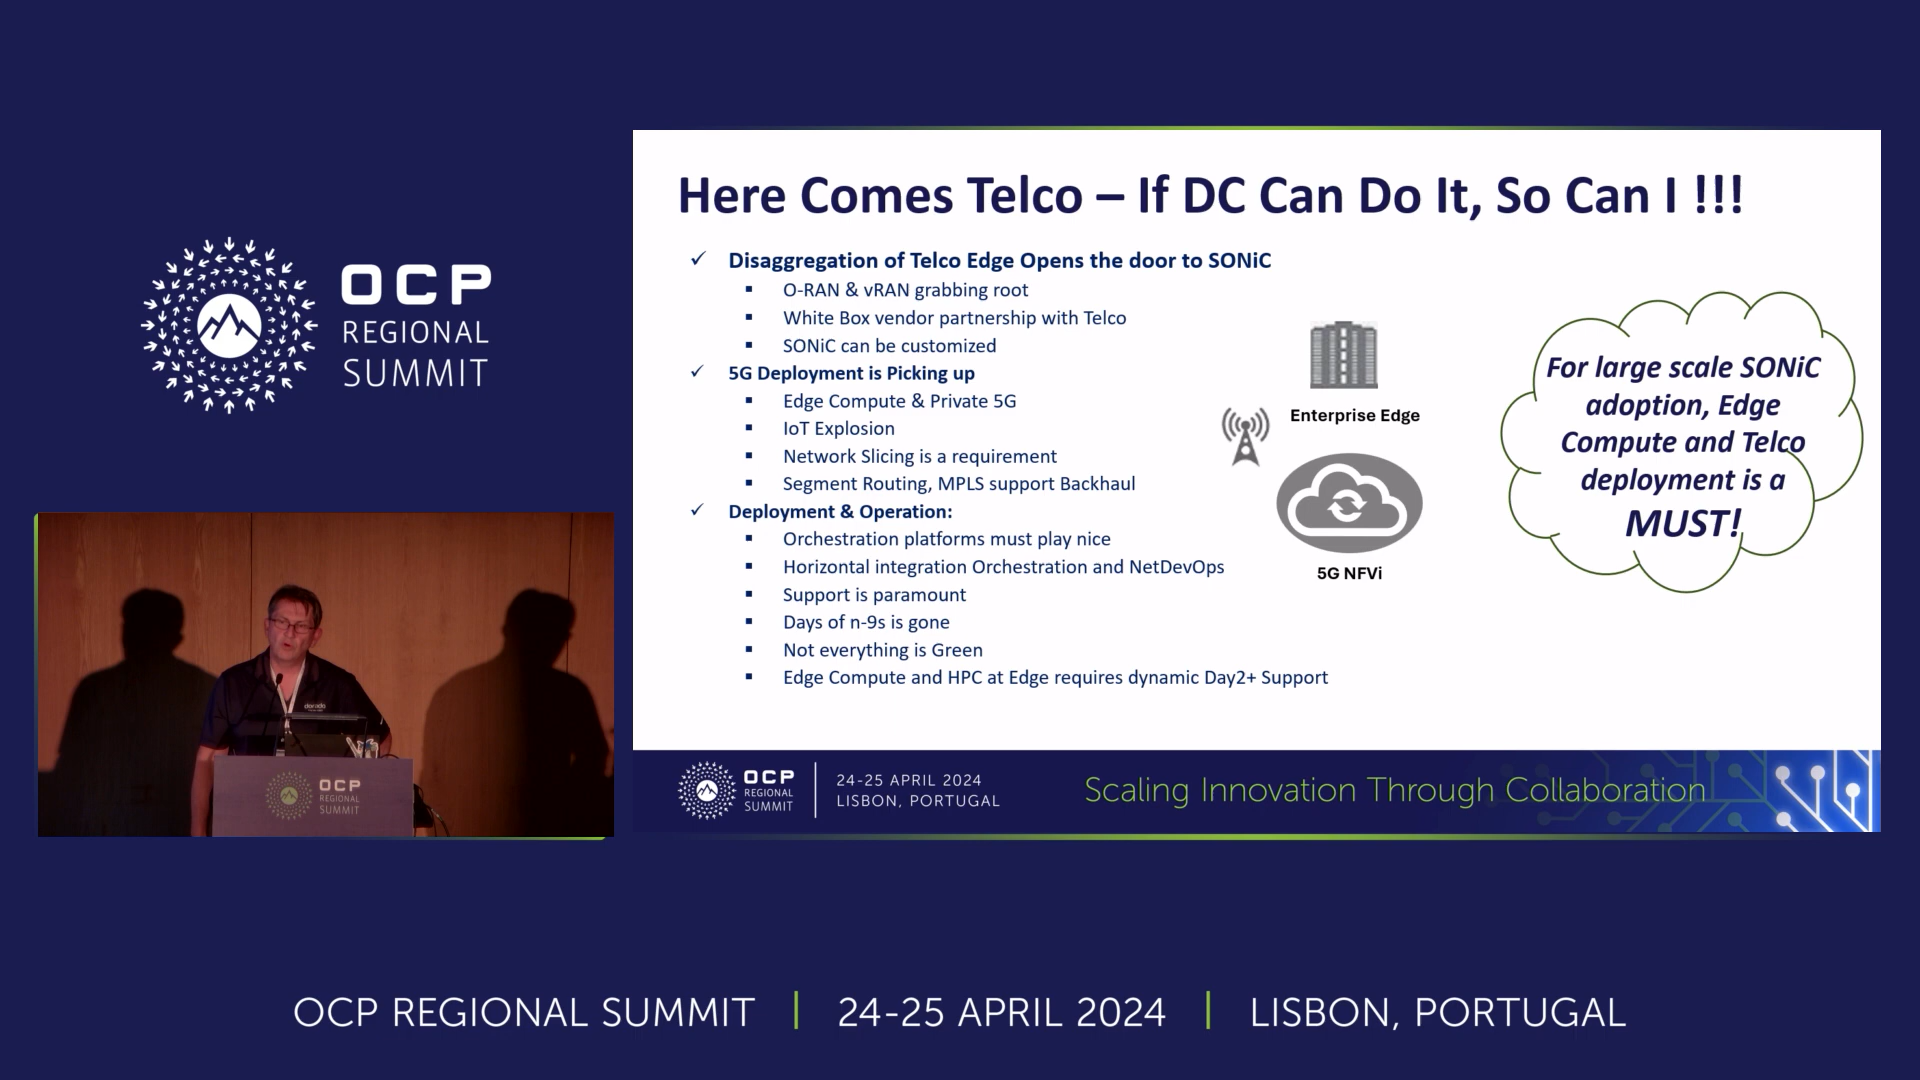 OCP
REGIONAL
SUMMIT
Here Comes Telco – If DC Can Do It, So Can I !!!
✓ Disaggregation of Telco Edge Opens the door to SONiC
▪ O-RAN & vRAN grabbing root
▪ White Box vendor partnership with Telco
▪ SONiC can be customized
✓ 5G Deployment is Picking up
▪ Edge Compute & Private 5G
▪ IoT Explosion
▪ Network Slicing is a requirement
▪ Segment Routing, MPLS support Backhaul
✓ Deployment & Operation:
▪ Orchestration platforms must play nice
▪ Horizontal integration Orchestration and NetDevOps
▪ Support is paramount
▪ Days of n-9s is gone
▪ Not everything is Green
▪ Edge Compute and HPC at Edge requires dynamic Day2+ Support
Enterprise Edge
5G NFVi
For large scale SONiC
adoption, Edge
Compute and Telco
deployment is a
MUST!
OCP
REGIONAL
SUMMIT
24-25 APRIL 2024
LISBON, PORTUGAL
Scaling Innovation Through Collaboration
dorado
OCP
REGIONAL
SUMMIT
OCP REGIONAL SUMMIT | 24-25 APRIL 2024 | LISBON, PORTUGAL